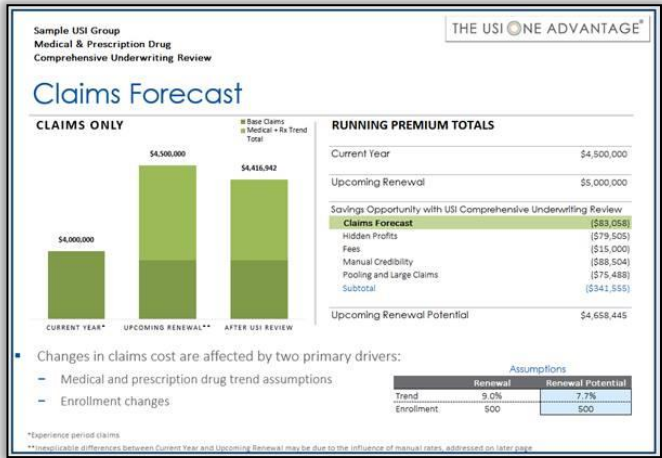 Sample USI Group
Medical & Prescription Drug
Comprehensive Underwriting Review
THE USI ONE ADVANTAGE®
Claims Forecast
CLAIMS ONLY
Base Claims
Medical + Rx Trend
Total
$4,500,000
$4,416,942
$4,000,000
CURRENT YEAR*
UPCOMING RENEWAL**
AFTER USI REVIEW
RUNNING PREMIUM TOTALS
Current Year $4,500,000
Upcoming Renewal $5,000,000
Savings Opportunity with USI Comprehensive Underwriting Review
Claims Forecast ($83,058)
Hidden Profits ($79,505)
Fees ($15,000)
Manual Credibility ($88,504)
Pooling and Large Claims ($75,488)
Subtotal ($341,555)
Upcoming Renewal Potential $4,658,445
Changes in claims cost are affected by two primary drivers:
– Medical and prescription drug trend assumptions
– Enrollment changes
Assumptions
Renewal Renewal Potential
Trend 9.0% 7.7%
Enrollment 500 500
*Experience period claims
**Inexplicable differences between Current Year and Upcoming Renewal may be due to the influence of manual rates, addressed on later page